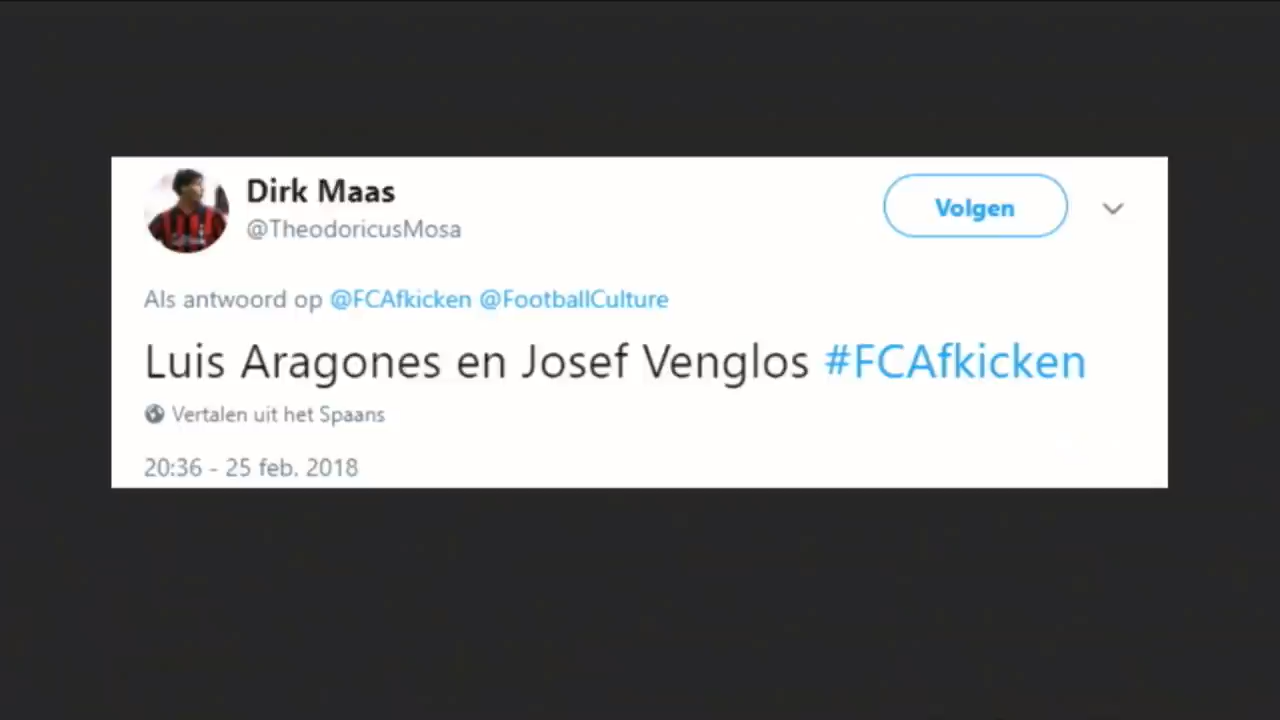 Dirk Maas
@TheodoricusMosa
Volgen
Als antwoord op @FCAfkicken @FootballCulture
Luis Aragones en Josef Venglos #FCAfkicken
Vertalen uit het Spaans
20:36 - 25 feb. 2018